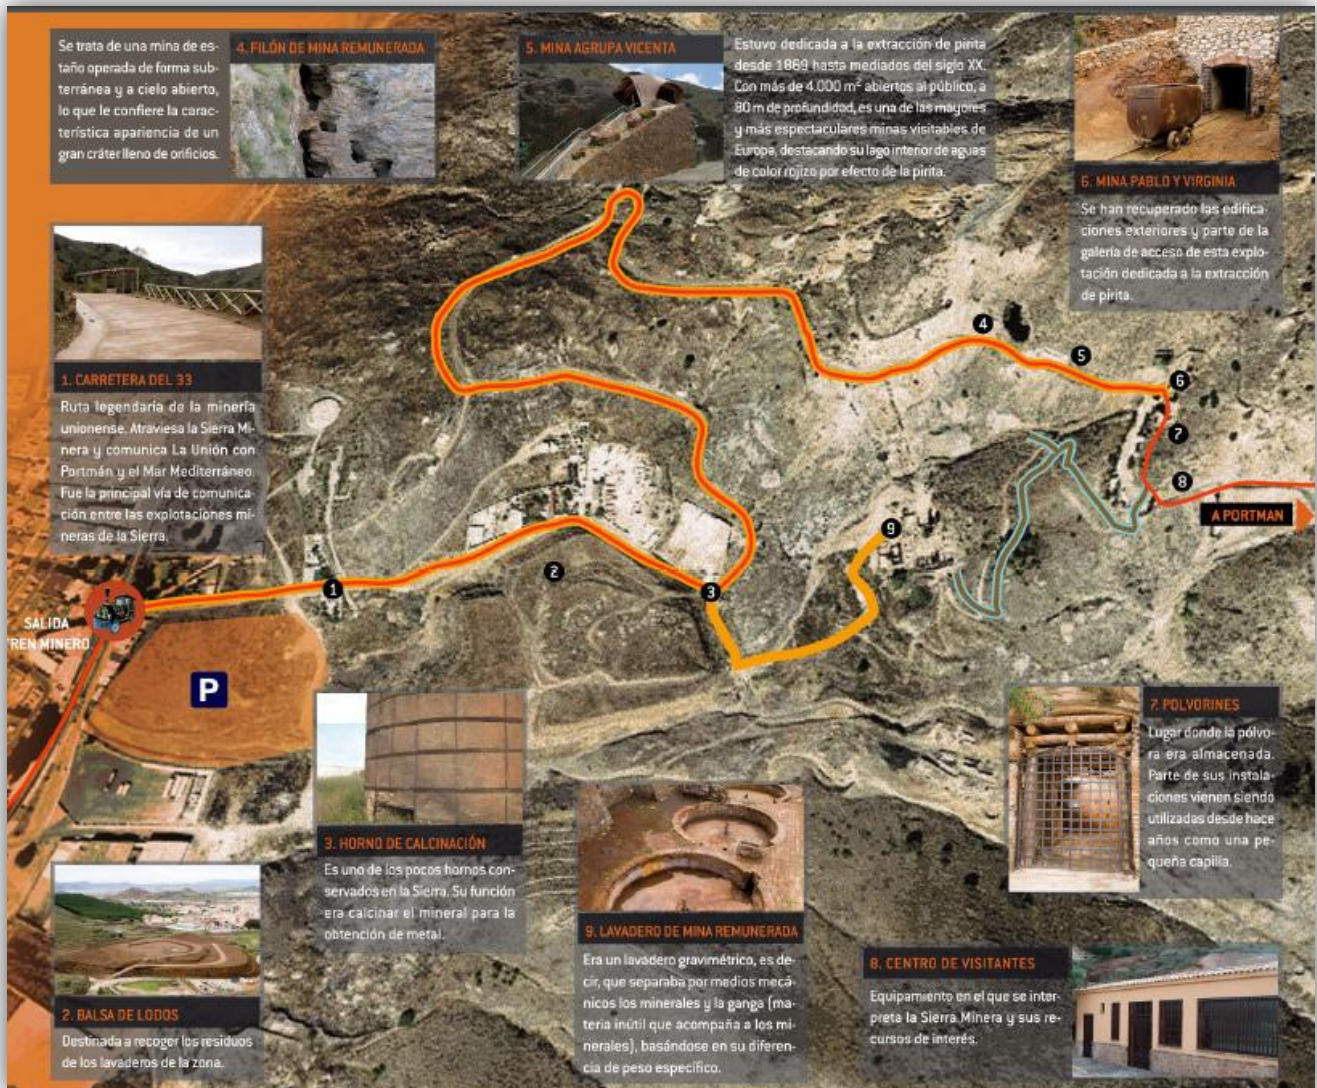 Se trata de una mina de es-
taño operada de forma sub-
terránea y a cielo abierto,
lo que le confiere la carac-
terística apariencia de un
gran cráter lleno de orificios.
4. FILÓN DE MINA REMUNERADA
5. MINA AGRUPA VICENTA
Estuvo dedicada a la extracción de pirita
desde 1869 hasta mediados del siglo XX.
Con más de 4.000 m² abiertos al público, a
80 m de profundidad, es una de las mayores
y más espectaculares minas visitables de
Europa, destacando su lago interior de aguas
de color rojizo por efecto de la pirita.
6. MINA PABLO Y VIRGINIA
Se han recuperado las edifica-
ciones exteriores y parte de la
galería de acceso de esta explo-
tación dedicada a la extracción
de pirita.
1. CARRETERA DEL 33
Ruta legendaria de la minería
unionense. Atraviesa la Sierra Mi-
nera y comunica La Unión con
Portmán y el Mar Mediterráneo.
Fue la principal vía de comunica-
ción entre las explotaciones mi-
neras de la Sierra.
4
5
6
7
8
A PORTMAN
9
1
2
3
SALIDA
TREN MINERO
P
3. HORNO DE CALCINACIÓN
Es uno de los pocos hornos con-
servados en la Sierra. Su función
era calcinar el mineral para la
obtención de metal.
7. POLVORINES
Lugar donde la pólvo-
ra era almacenada.
Parte de sus instala-
ciones vienen siendo
utilizadas desde hace
años como una pe-
queña capilla.
2. BALSA DE LODOS
Destinada a recoger los residuos
de los lavaderos de la zona.
9. LAVADERO DE MINA REMUNERADA
Era un lavadero gravimétrico, es de-
cir, que separaba por medios mecá-
nicos los minerales y la ganga (ma-
teria inútil que acompaña a los mi-
nerales), basándose en su diferen-
cia de peso específico.
8. CENTRO DE VISITANTES
Equipamiento en el que se inter-
preta la Sierra Minera y sus re-
cursos de interés.